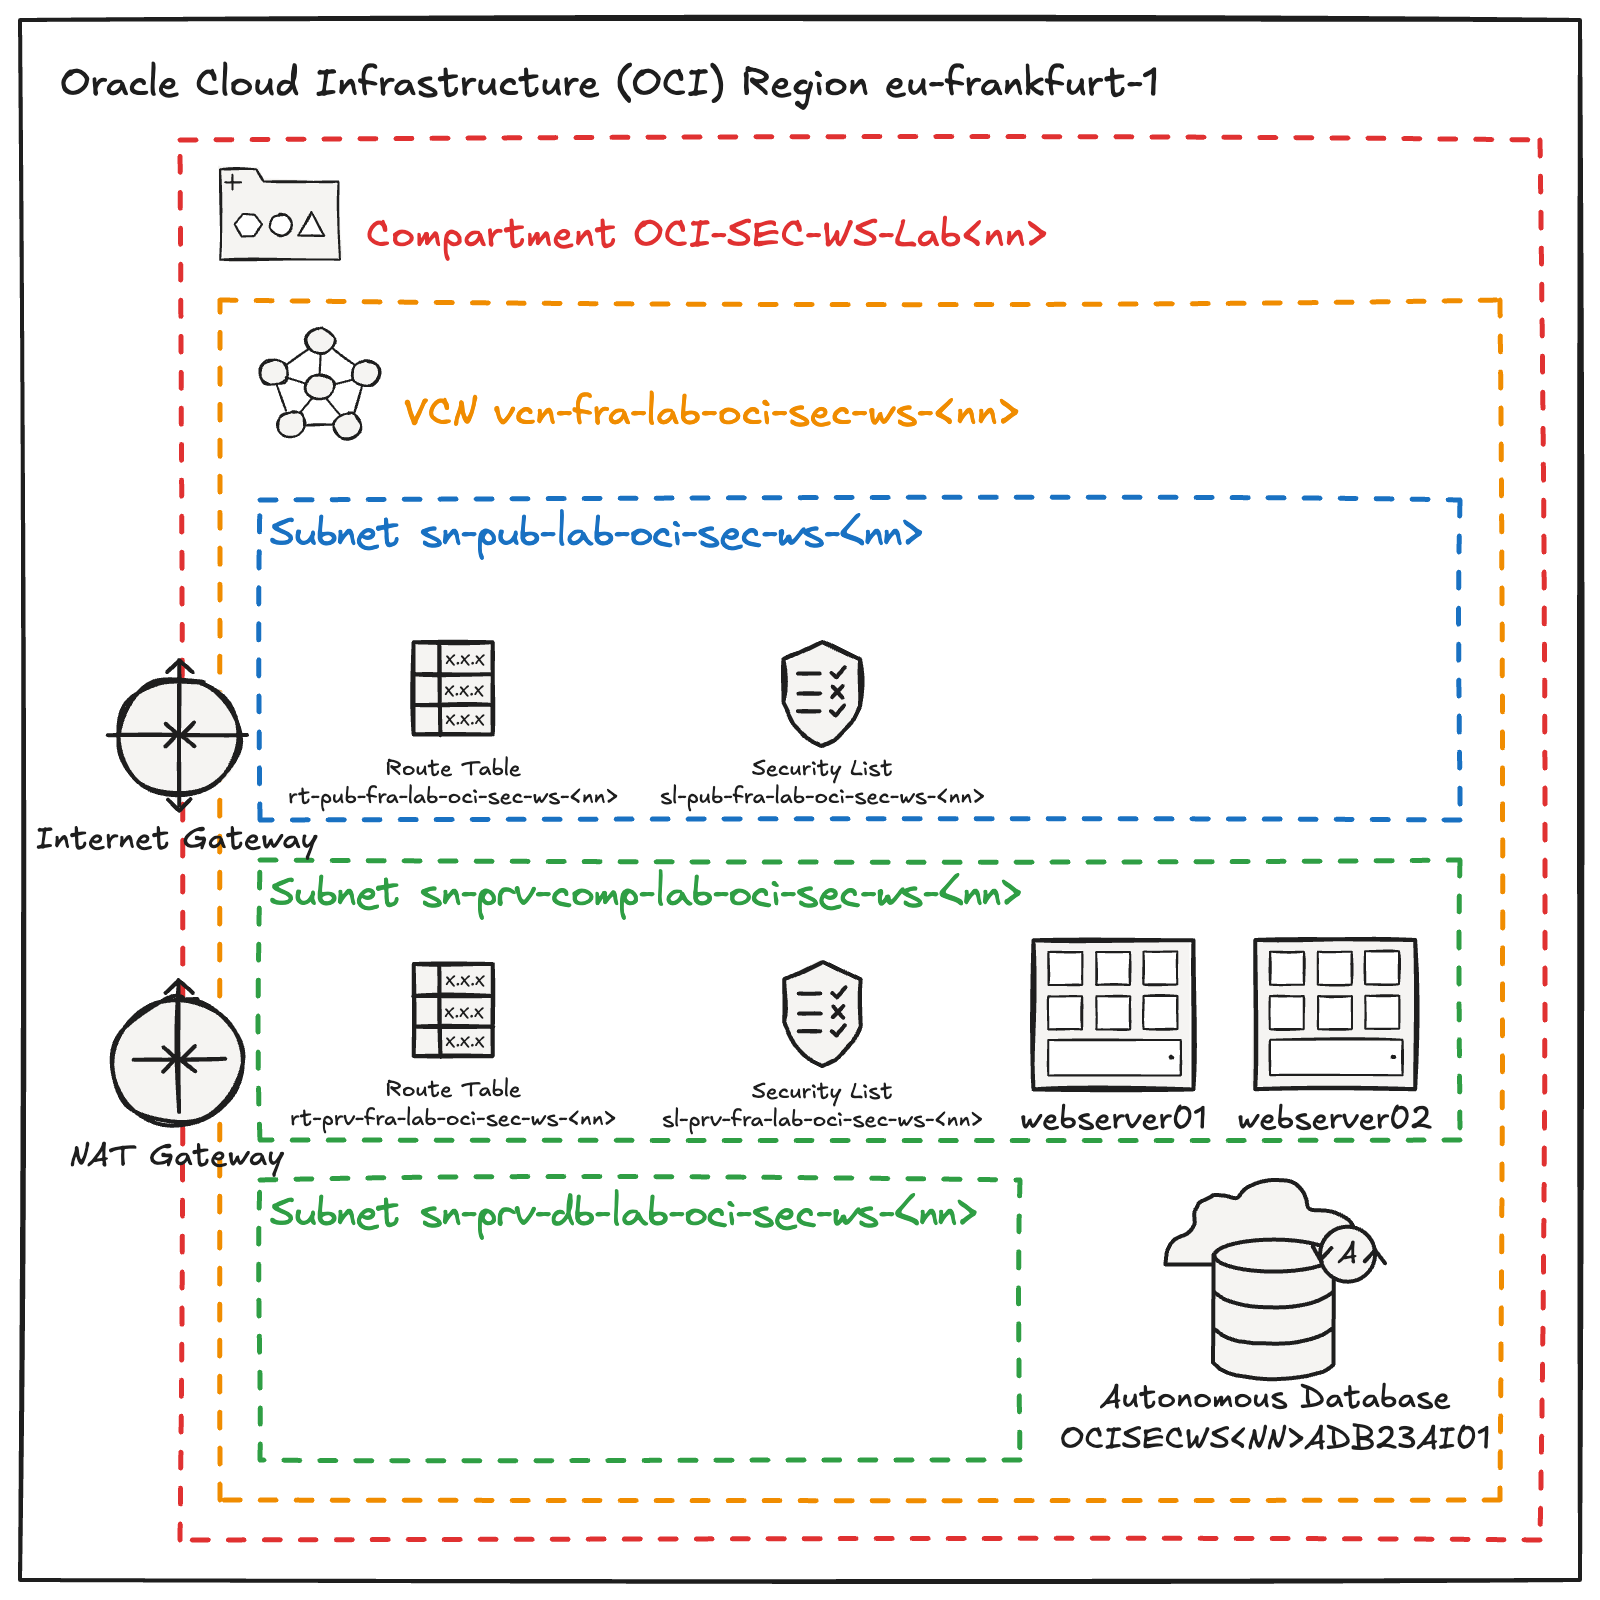 Oracle Cloud Infrastructure (OCI) Region eu-frankfurt-1
Compartment OCI-SEC-WS-Lab<nn>
VCN vcn-fra-lab-oci-sec-ws-<nn>
Subnet sn-pub-lab-oci-sec-ws-<nn>
x.x.x
x.x.x
x.x.x
Route Table
rt-pub-fra-lab-oci-sec-ws-<nn>
Security List
sl-pub-fra-lab-oci-sec-ws-<nn>
Internet Gateway
Subnet sn-prv-comp-lab-oci-sec-ws-<nn>
x.x.x
x.x.x
x.x.x
Route Table
rt-prv-fra-lab-oci-sec-ws-<nn>
Security List
sl-prv-fra-lab-oci-sec-ws-<nn>
webserver01
webserver02
NAT Gateway
Subnet sn-prv-db-lab-oci-sec-ws-<nn>
A
Autonomous Database
OCISECWS<NN>ADB23AI01